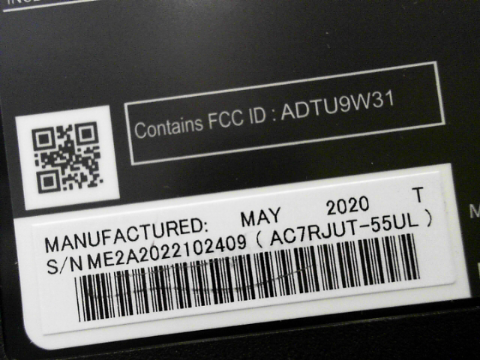 Contains FCC ID : ADTU9W31
MANUFACTURED: MAY 2020 T
S/N ME2A2022102409 ( AC7RJUT-55UL )